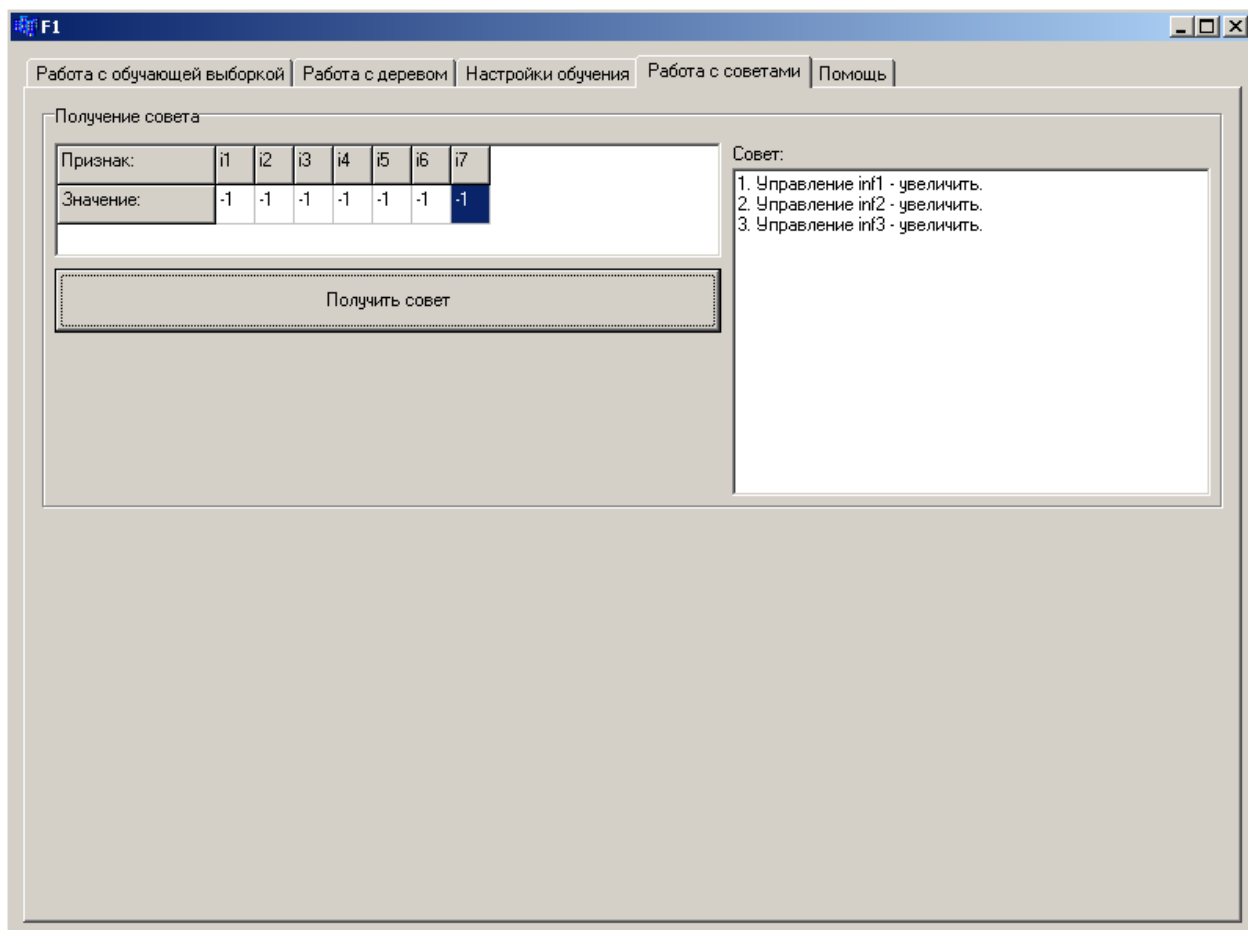 F1
Работа с обучающей выборкой Работа с деревом Настройки обучения Работа с советами Помощь
Получение совета
Признак: i1 i2 i3 i4 i5 i6 i7
Значение: -1 -1 -1 -1 -1 -1 -1
Получить совет
Совет:
1. Управление inf1 - увеличить.
2. Управление inf2 - увеличить.
3. Управление inf3 - увеличить.